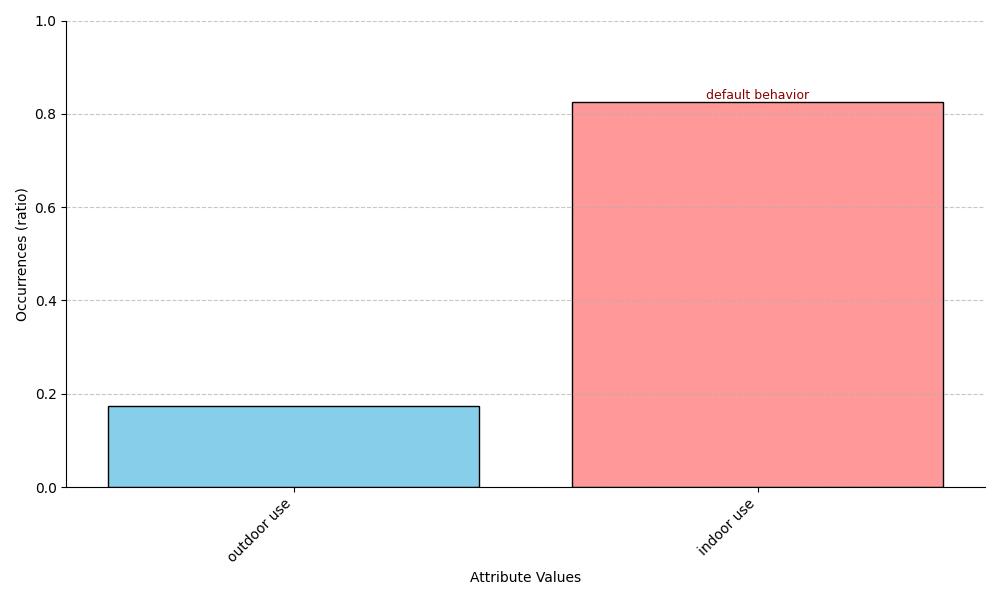 1.0
default behavior
0.8
0.6
0.4
0.2
0.0
Occurrences (ratio)
outdoor use
indoor use
Attribute Values